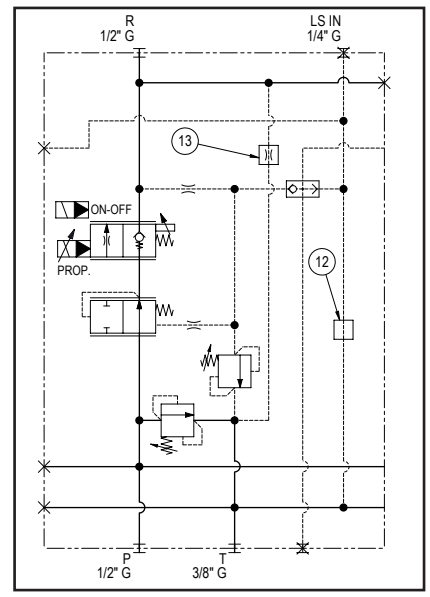 R
1/2" G
LS IN
1/4" G
13
ON-OFF
PROP.
12
P
1/2" G
T
3/8" G